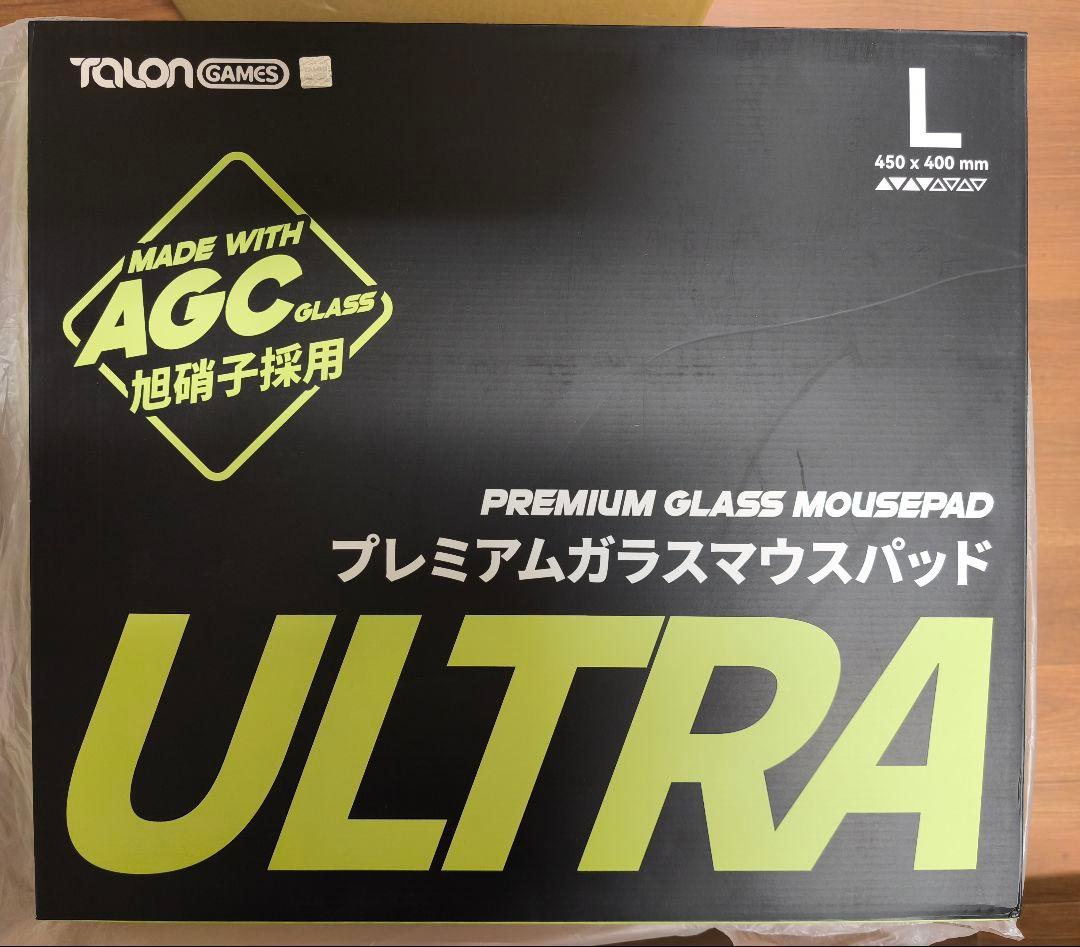 TALON GAMES
L
450 x 400 mm
MADE WITH
AGC GLASS
旭硝子採用
PREMIUM GLASS MOUSEPAD
プレミアムガラスマウスパッド
ULTRA